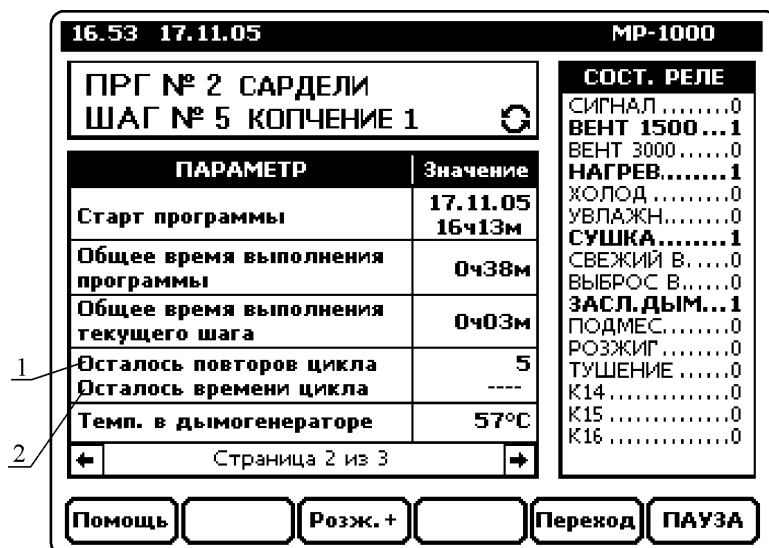 16.53 17.11.05 МР-1000
ПРГ № 2 САРДЕЛИ
ШАГ № 5 КОПЧЕНИЕ 1
ПАРАМЕТР Значение
Старт программы 17.11.05 16ч13м
Общее время выполнения
программы 0ч38м
Общее время выполнения
текущего шага 0ч03м
1 Осталось повторов цикла 5
2 Осталось времени цикла ----
Темп. в дымогенераторе 57°С
← Страница 2 из 3 →
СОСТ. РЕЛЕ
СИГНАЛ ........0
ВЕНТ 1500...1
ВЕНТ 3000......0
НАГРЕВ........1
ХОЛОД .........0
УВЛАЖН........0
СУШКА........1
СВЕЖИЙ В.....0
ВЫБРОС В......0
ЗАСЛ.ДЫМ...1
ПОДМЕС........0
РОЗЖИГ ........0
ТУШЕНИЕ ......0
К14 .............0
К15 .............0
К16 .............0
Помощь Розж.+ Переход ПАУЗА